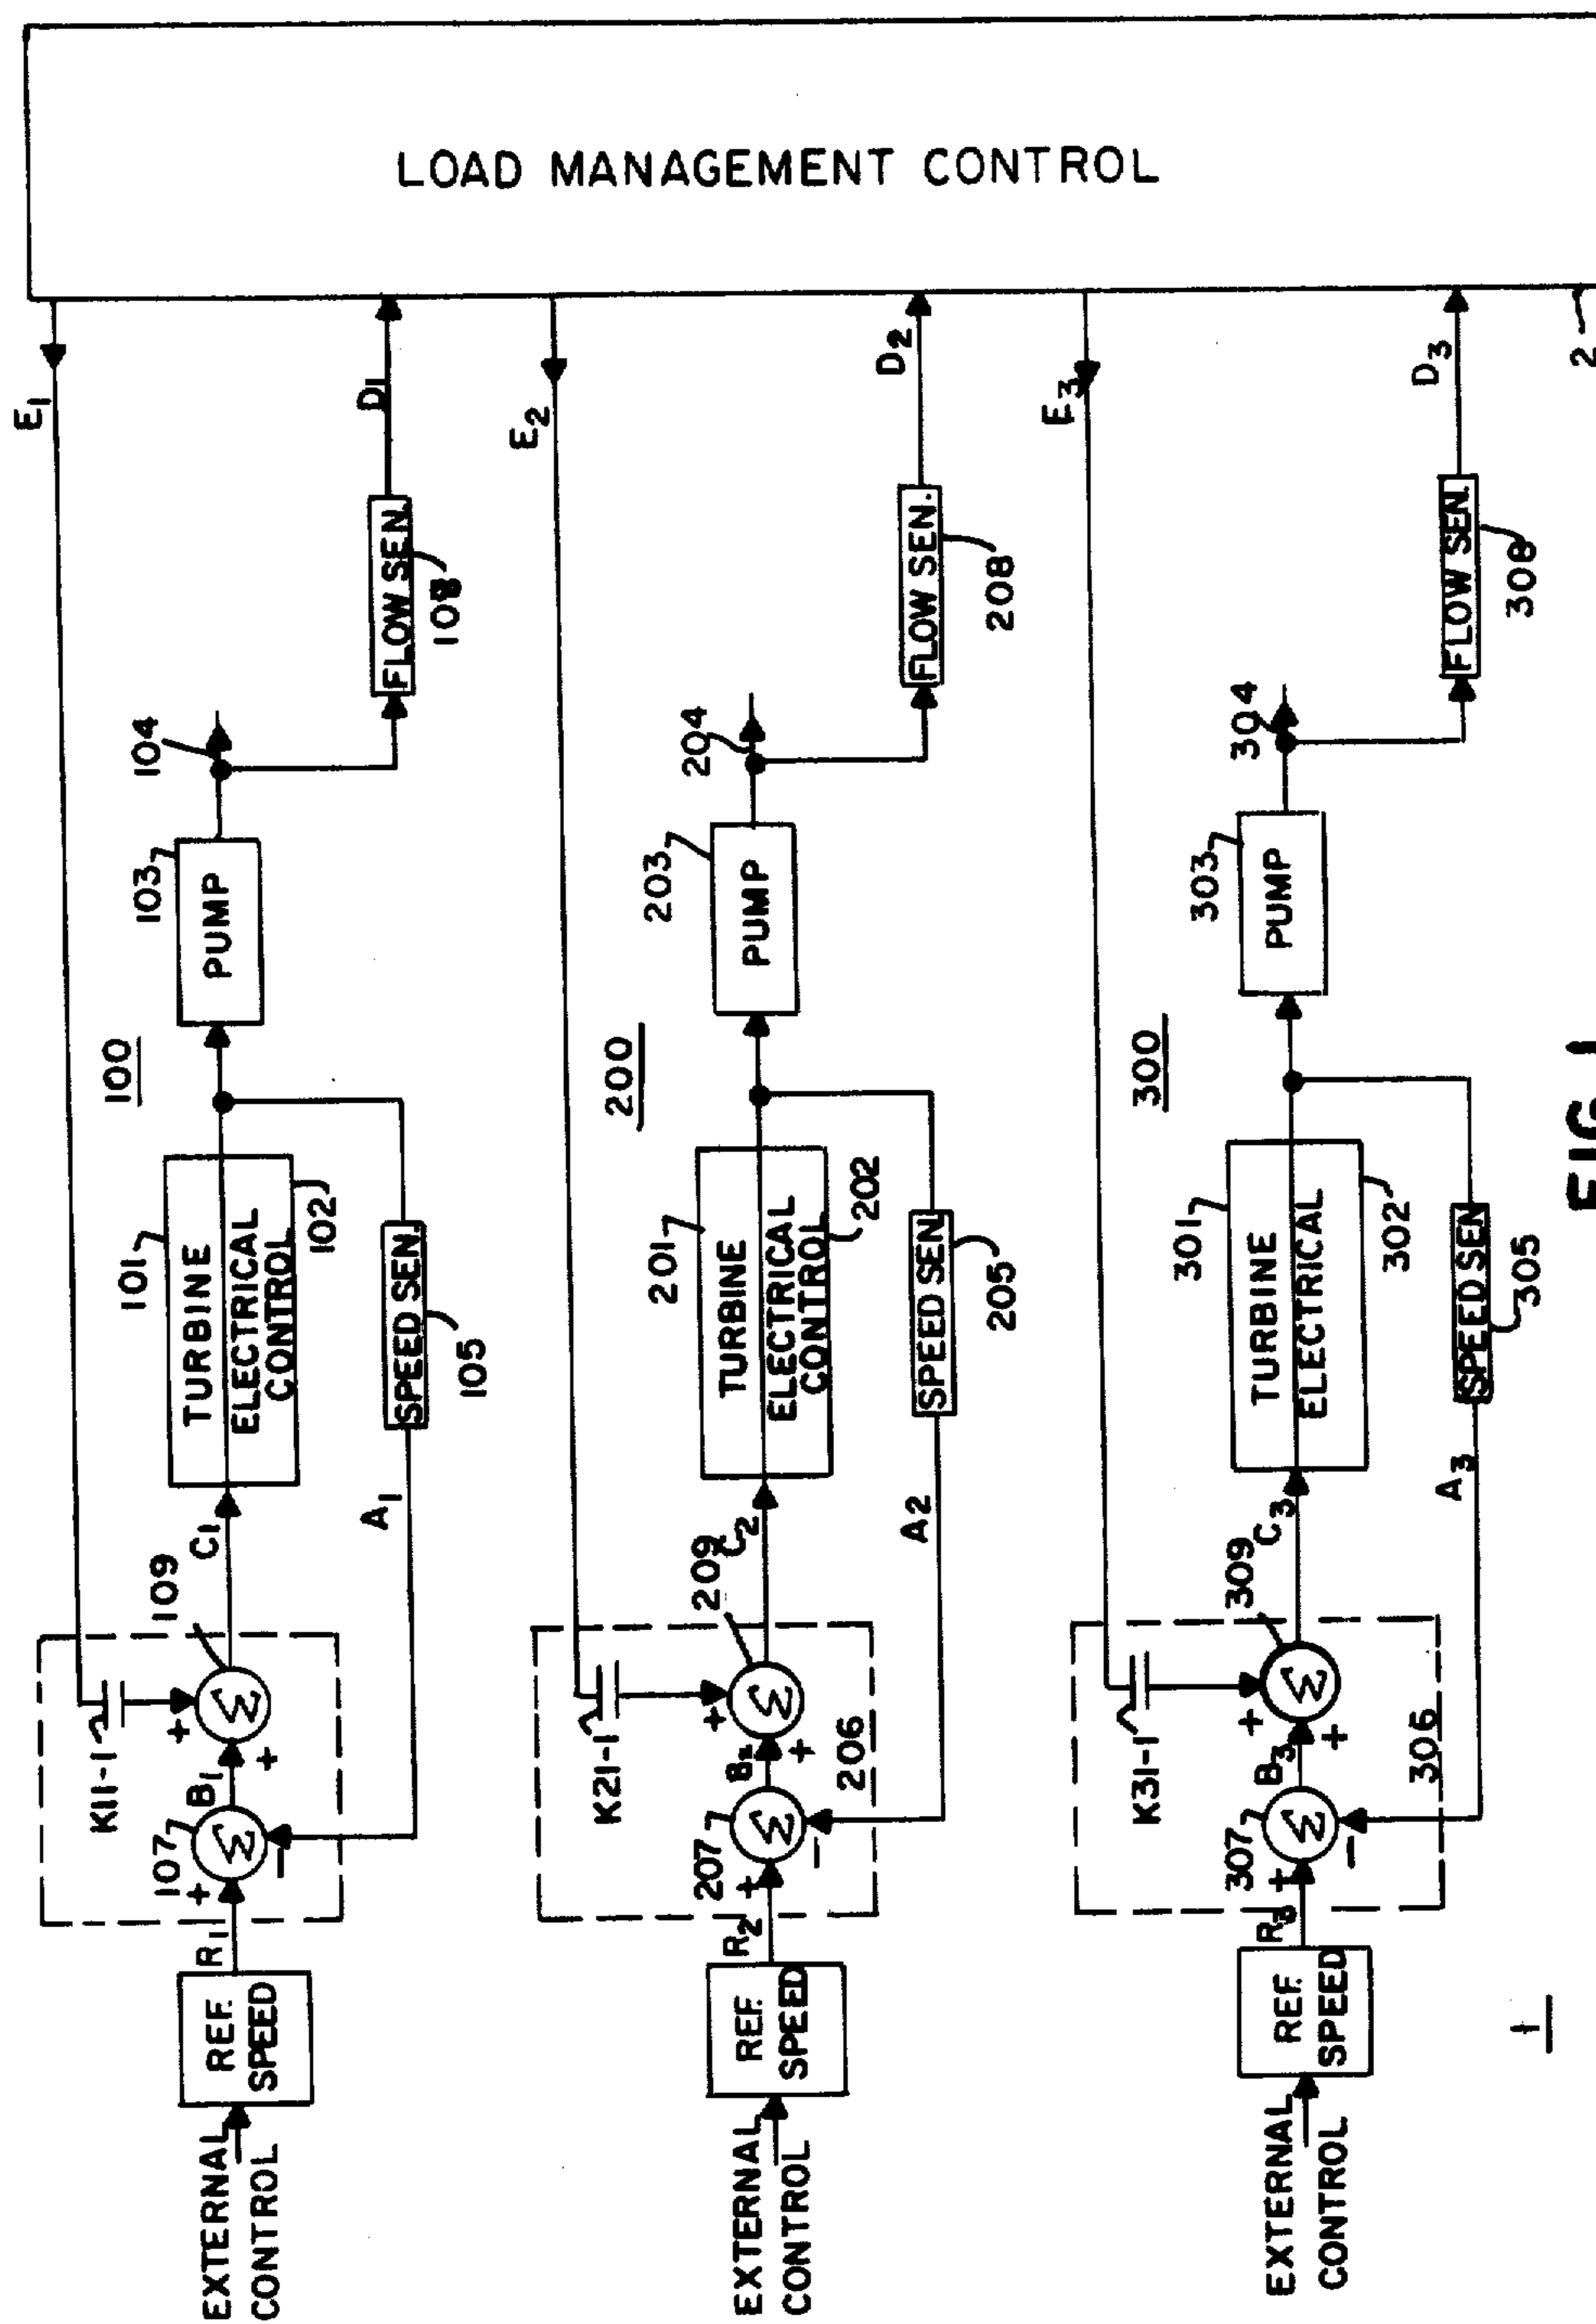 LOAD MANAGEMENT CONTROL
2
E1
D1
FLOW SEN.
104
103
PUMP
100
101
TURBINE
ELECTRICAL
CONTROL
102
SPEED SEN
105
A1
C1
109
K11-1
+
+
B1
107
+
−
Σ
Σ
R1
REF.
SPEED
EXTERNAL
CONTROL
E2
D2
FLOW SEN.
208
204
203
PUMP
200
201
TURBINE
ELECTRICAL
CONTROL
202
SPEED SEN
205
A2
C2
209
K21-1
+
+
B2
207
+
−
Σ
Σ
206
R2
REF.
SPEED
EXTERNAL
CONTROL
E3
D3
FLOW SEN.
308
304
303
PUMP
300
301
TURBINE
ELECTRICAL
302
SPEED SEN
305
A3
C3
309
K31-1
+
+
B3
307
+
−
Σ
Σ
306
R3
REF.
SPEED
EXTERNAL
CONTROL
1